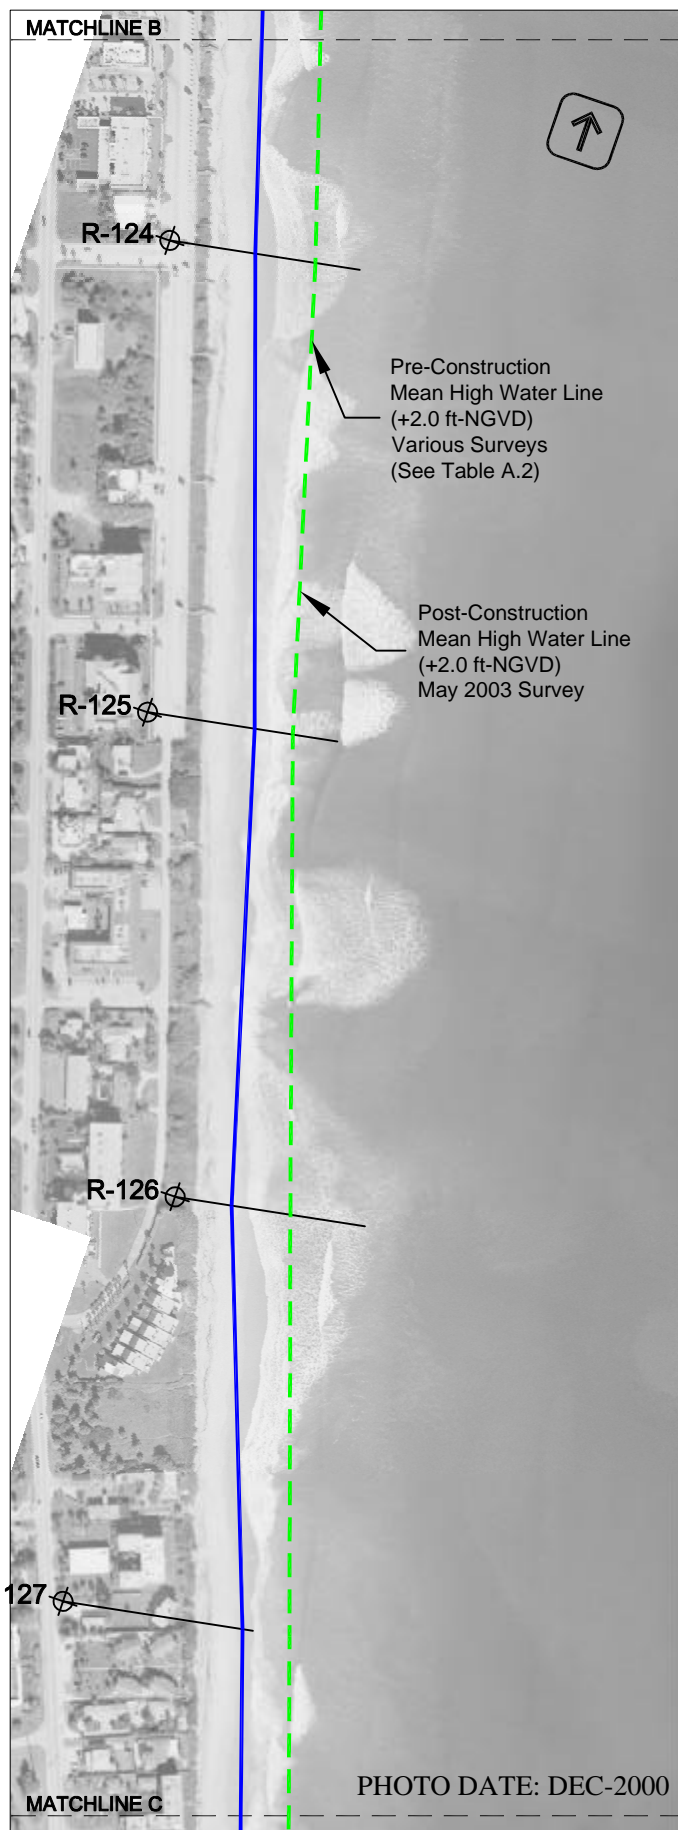 MATCHLINE B
R-124
Pre-Construction
Mean High Water Line
(+2.0 ft-NGVD)
Various Surveys
(See Table A.2)
Post-Construction
Mean High Water Line
(+2.0 ft-NGVD)
May 2003 Survey
R-125
R-126
127
PHOTO DATE: DEC-2000
MATCHLINE C